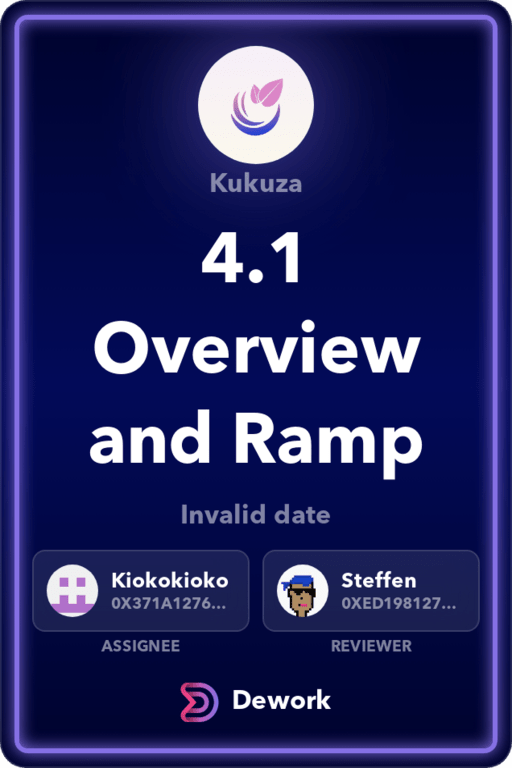 Kukuza
4.1
Overview
and Ramp
Invalid date
Kiokokioko
0X371A1276...
ASSIGNEE
Steffen
0XED198127...
REVIEWER
Dework